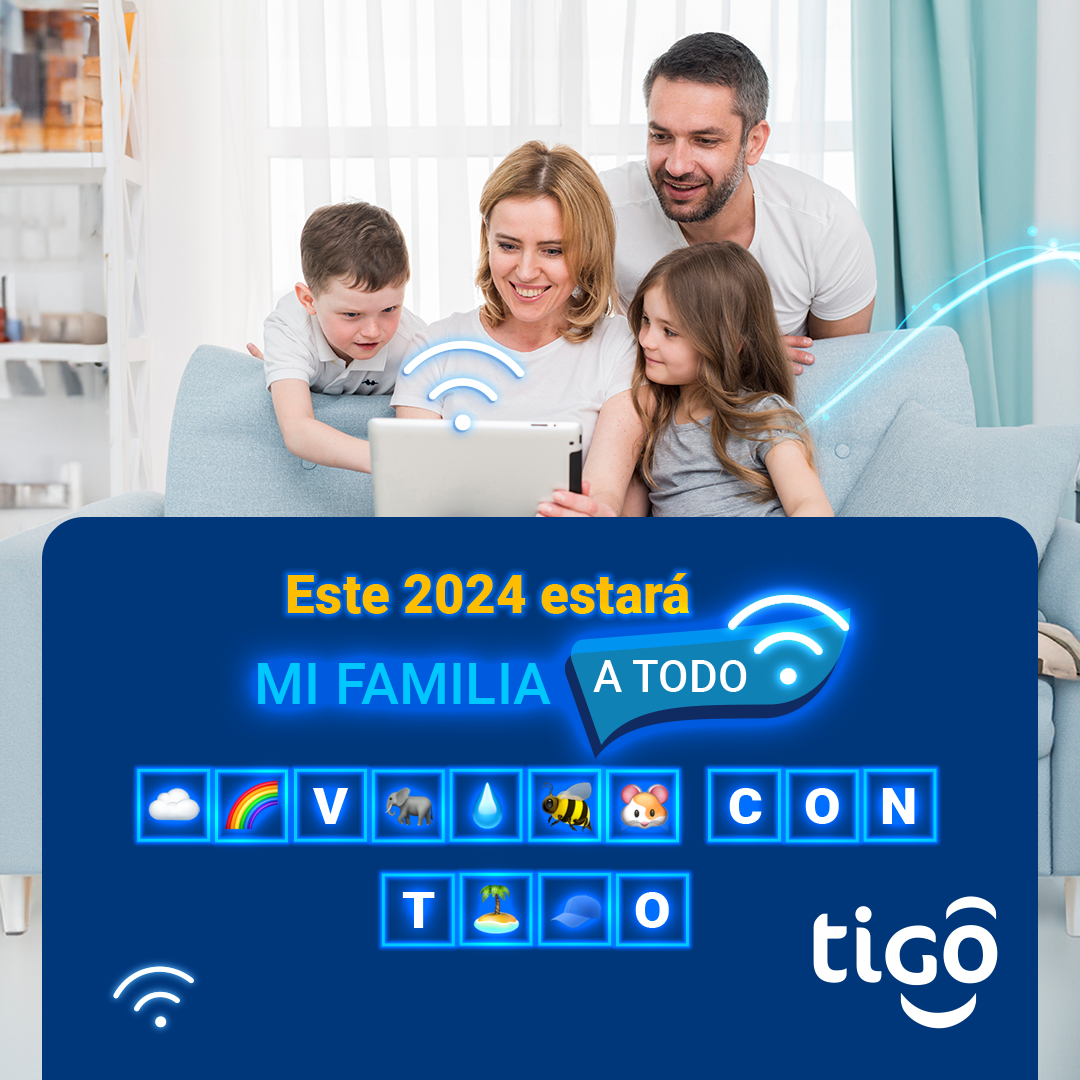 Este 2024 estará
MI FAMILIA A TODO
☁️🌈V🐘💧🐝🐹 CON
T🏝️🧢O
tigo